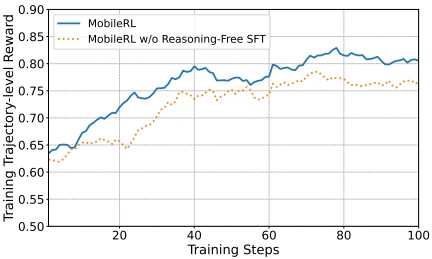 MobileRL
MobileRL w/o Reasoning-Free SFT
Training Trajectory-level Reward
0.90
0.85
0.80
0.75
0.70
0.65
0.60
0.55
0.50
20 40 60 80 100
Training Steps